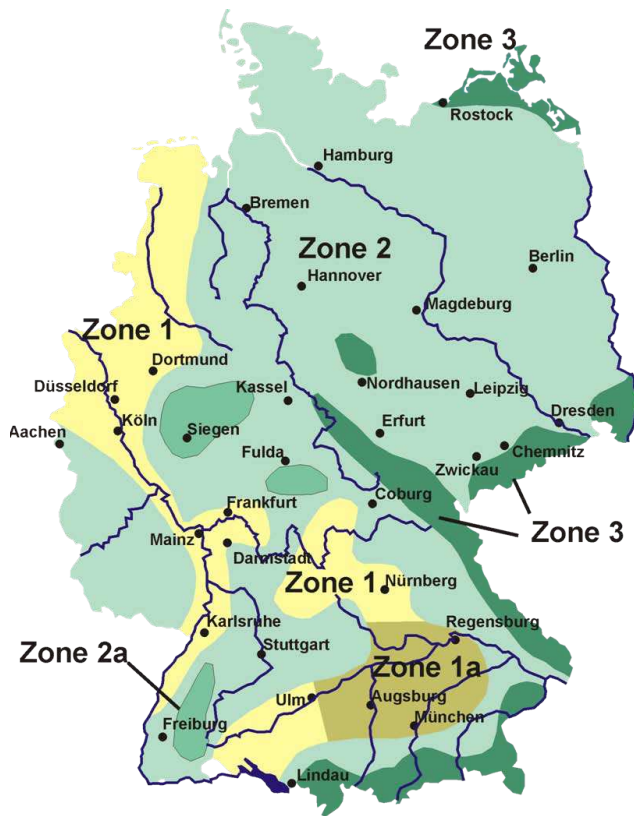 Zone 3
Rostock
Hamburg
Bremen
Zone 2
Berlin
Hannover
Magdeburg
Zone 1
Dortmund
Düsseldorf
Kassel
Nordhausen
Leipzig
Köln
Dresden
Aachen
Siegen
Erfurt
Chemnitz
Fulda
Zwickau
Frankfurt
Coburg
Zone 3
Mainz
Darmstadt
Zone 1
Nürnberg
Karlsruhe
Regensburg
Stuttgart
Zone 2a
Zone 1a
Ulm
Augsburg
München
Freiburg
Lindau